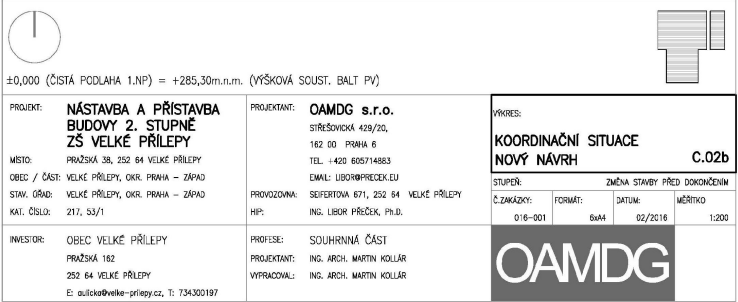 ±0,000 (ČISTÁ PODLAHA 1.NP) = +285,30m.n.m. (VÝŠKOVÁ SOUST. BALT PV)
PROJEKT: NÁSTAVBA A PŘÍSTAVBA
BUDOVY 2. STUPNĚ
ZŠ VELKÉ PŘÍLEPY
MÍSTO: PRAŽSKÁ 38, 252 64 VELKÉ PŘÍLEPY
OBEC / ČÁST: VELKÉ PŘÍLEPY, OKR. PRAHA – ZÁPAD
STAV. ÚŘAD: VELKÉ PŘÍLEPY, OKR. PRAHA – ZÁPAD
KAT. ČÍSLO: 217, 53/1
PROJEKTANT: OAMDG s.r.o.
STŘEŠOVICKÁ 429/20,
162 00 PRAHA 6
TEL. +420 605714883
EMAIL: LIBOR@PRECEK.EU
PROVOZOVNA: SEIFERTOVA 671, 252 64 VELKÉ PŘÍLEPY
HIP: ING. LIBOR PŘEČEK, Ph.D.
VÝKRES:
KOORDINAČNÍ SITUACE
NOVÝ NÁVRH C.02b
STUPEŇ: ZMĚNA STAVBY PŘED DOKONČENÍM
Č.ZAKÁZKY: FORMÁT: DATUM: MĚŘÍTKO
016-001 6xA4 02/2016 1:200
INVESTOR: OBEC VELKÉ PŘÍLEPY
PRAŽSKÁ 162
252 64 VELKÉ PŘÍLEPY
E: aulicka@velke-prilepy.cz, T: 734300197
PROFESE: SOUHRNNÁ ČÁST
PROJEKTANT: ING. ARCH. MARTIN KOLLÁR
VYPRACOVAL: ING. ARCH. MARTIN KOLLÁR
OAMDG